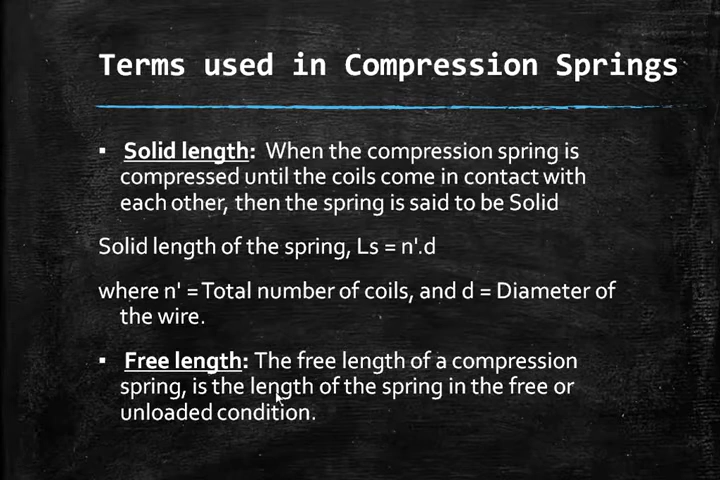 Terms used in Compression Springs
▪ Solid length: When the compression spring is
compressed until the coils come in contact with
each other, then the spring is said to be Solid
Solid length of the spring, Ls = n'.d
where n' = Total number of coils, and d = Diameter of
the wire.
▪ Free length: The free length of a compression
spring, is the length of the spring in the free or
unloaded condition.